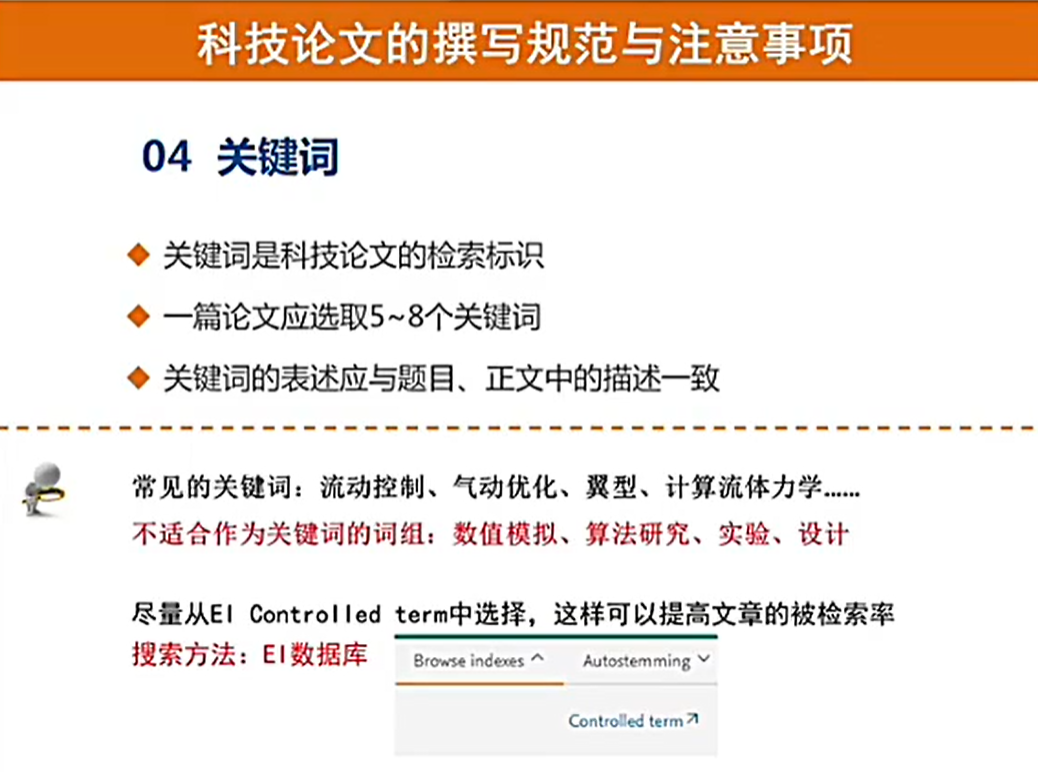 科技论文的撰写规范与注意事项
04 关键词
关键词是科技论文的检索标识
一篇论文应选取5~8个关键词
关键词的表述应与题目、正文中的描述一致
常见的关键词：流动控制、气动优化、翼型、计算流体力学……
不适合作为关键词的词组：数值模拟、算法研究、实验、设计
尽量从EI Controlled term中选择，这样可以提高文章的被检索率
搜索方法：EI数据库
Browse indexes Autostemming
Controlled term